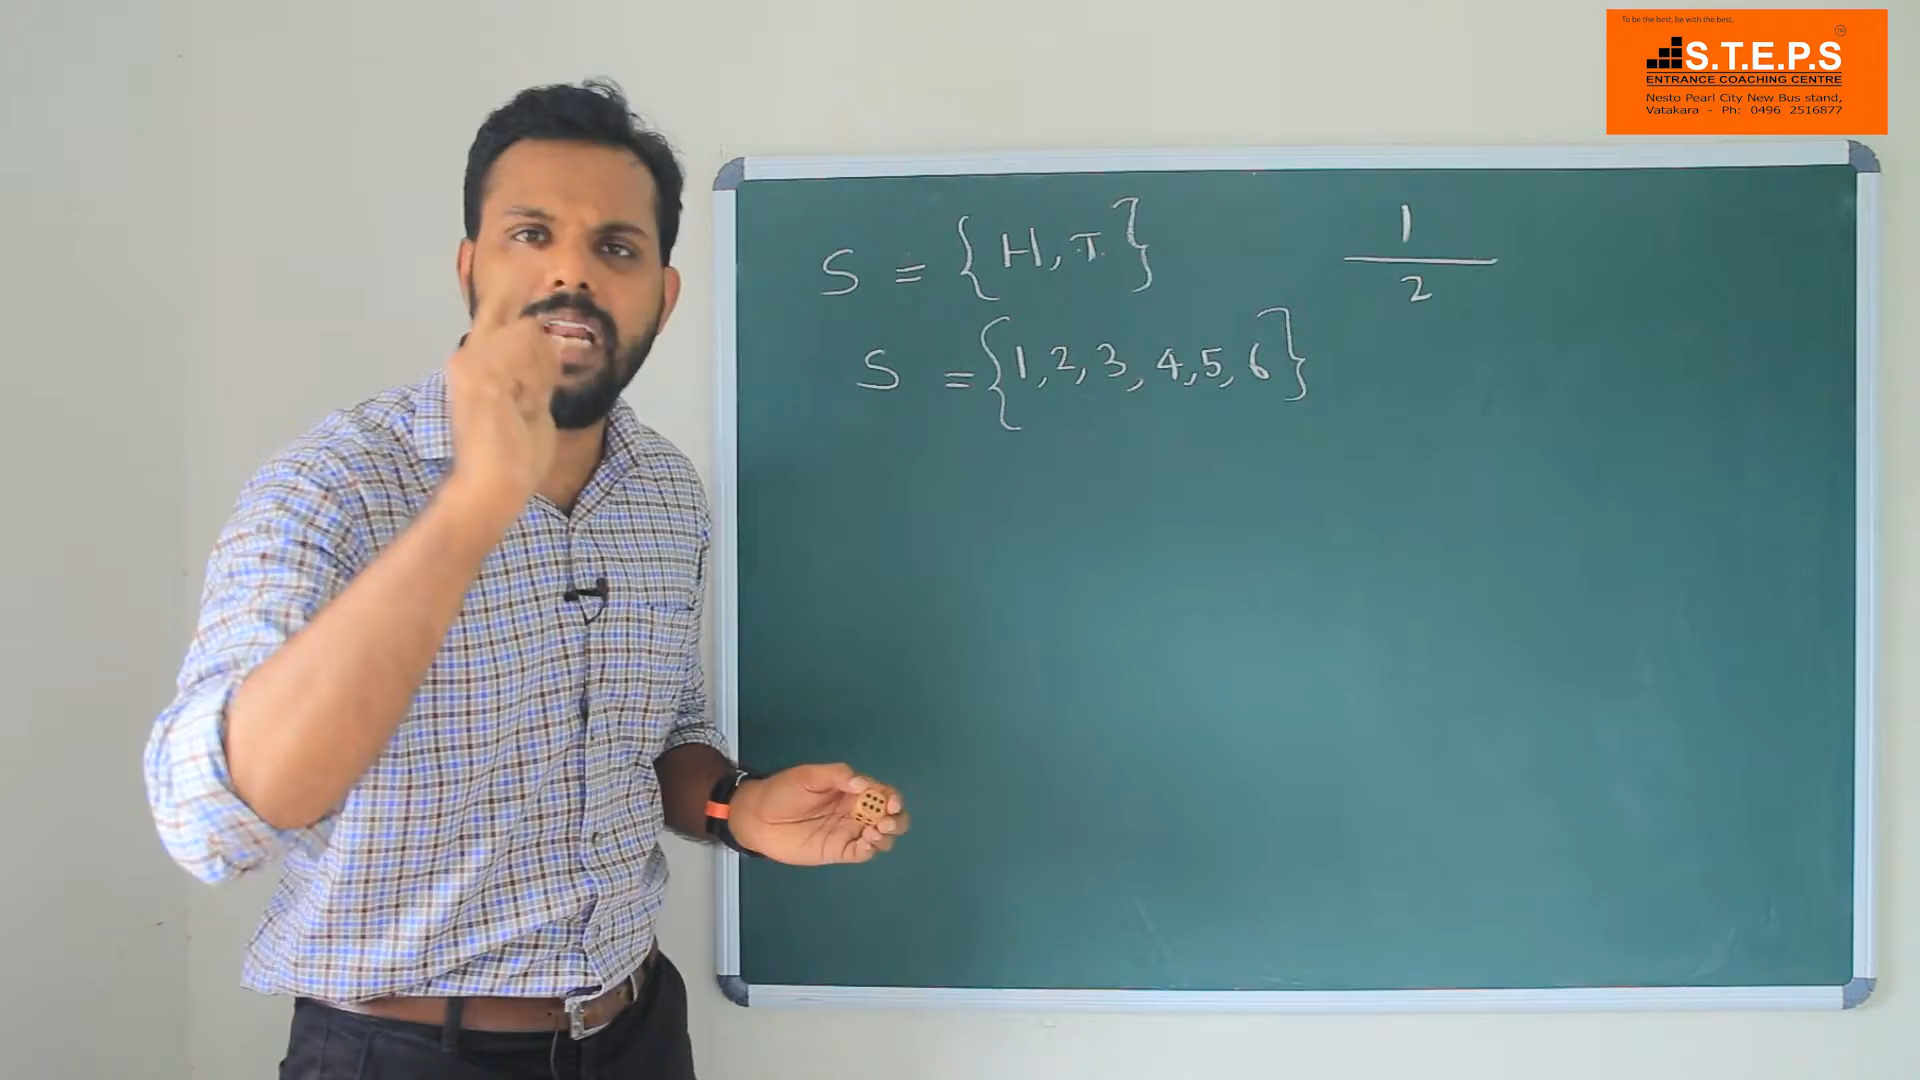 To be the best, be with the best.
S.T.E.P.S
TM
ENTRANCE COACHING CENTRE
Nesto Pearl City New Bus stand,
Vatakara - Ph: 0496 2516877
S = {H, T}
1
2
S = {1, 2, 3, 4, 5, 6}